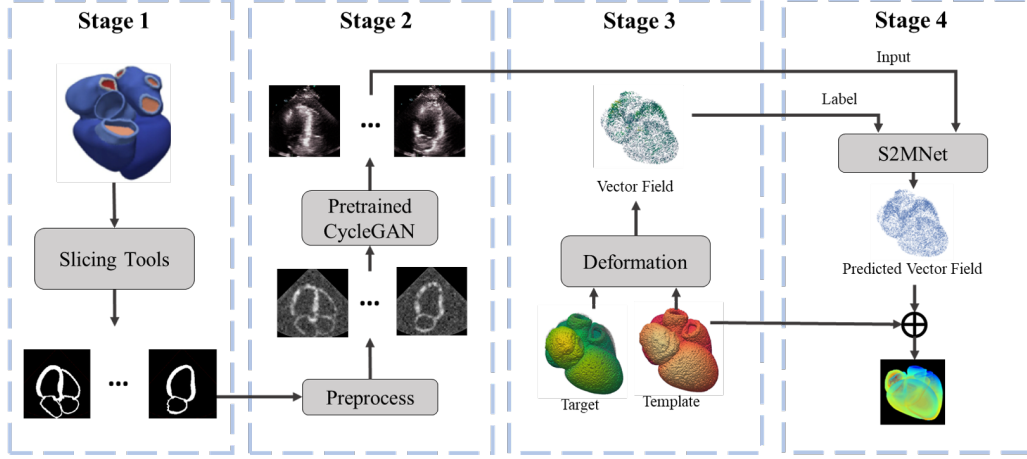 Stage 1
Slicing Tools
...
Stage 2
...
Pretrained
CycleGAN
...
Preprocess
Stage 3
Vector Field
Deformation
Target
Template
Stage 4
Input
Label
S2MNet
Predicted Vector Field